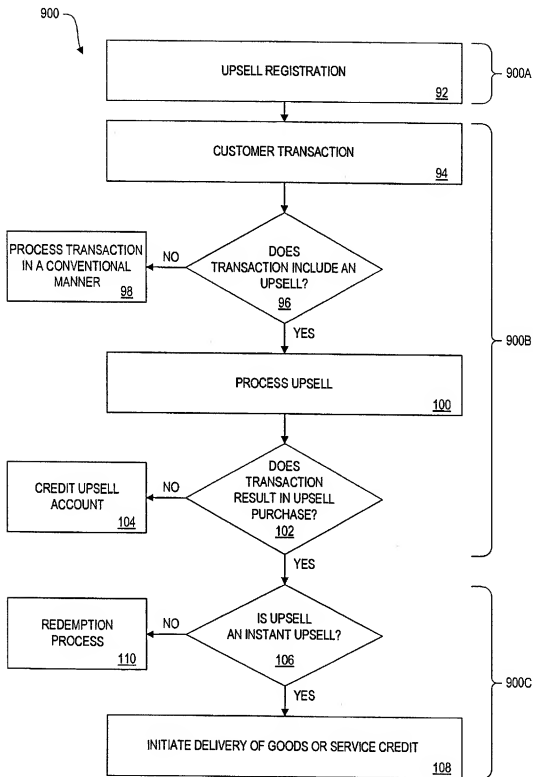 900
UPSELL REGISTRATION
92
900A
CUSTOMER TRANSACTION
94
DOES
TRANSACTION INCLUDE AN
UPSELL?
96
NO
PROCESS TRANSACTION
IN A CONVENTIONAL
MANNER
98
YES
900B
PROCESS UPSELL
100
DOES
TRANSACTION
RESULT IN UPSELL
PURCHASE?
102
NO
CREDIT UPSELL
ACCOUNT
104
YES
IS UPSELL
AN INSTANT UPSELL?
106
NO
REDEMPTION
PROCESS
110
YES
900C
INITIATE DELIVERY OF GOODS OR SERVICE CREDIT
108